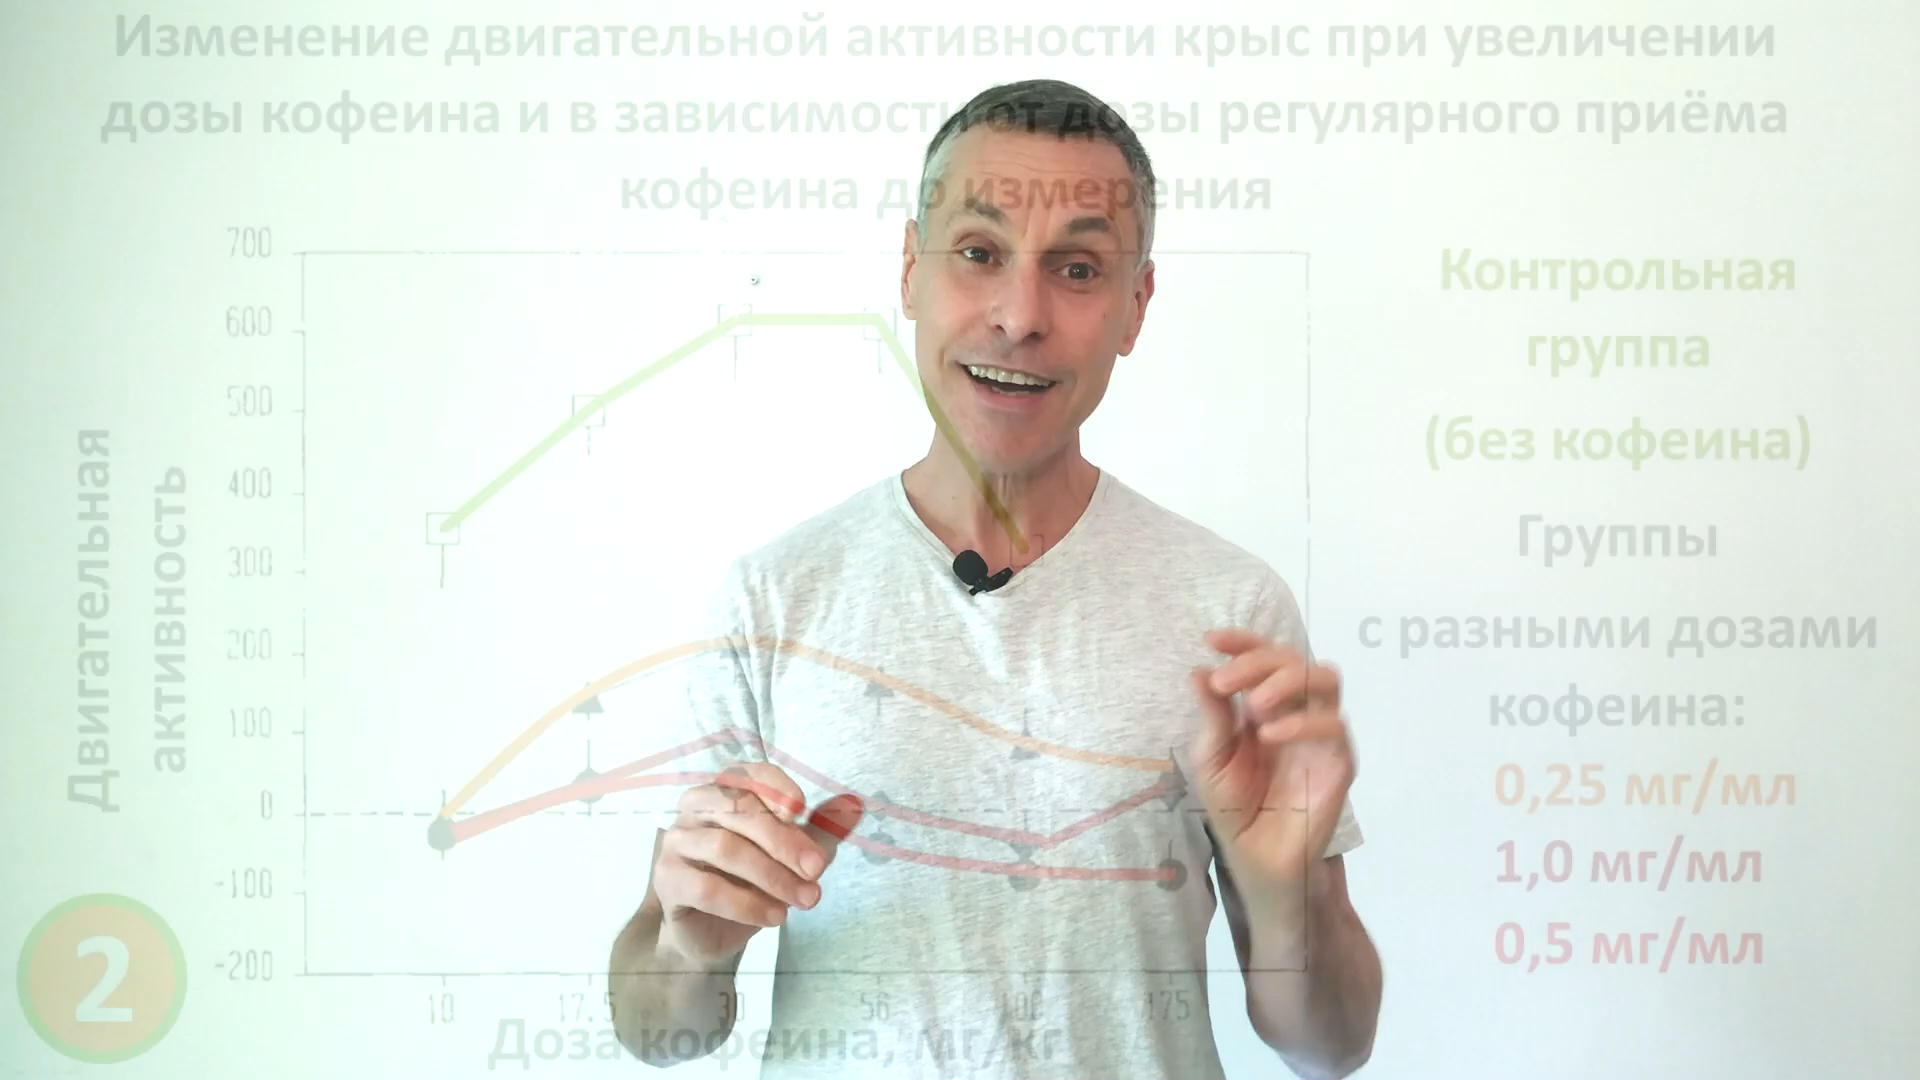 Изменение двигательной активности крыс при увеличении
дозы кофеина и в зависимости от дозы регулярного приёма
кофеина до измерения
700
600
500
400
300
200
100
0
-100
-200
Двигательная
активность
10 17.5 30 56 100 175
Доза кофеина, мг/кг
Контрольная
группа
(без кофеина)
Группы
с разными дозами
кофеина:
0,25 мг/мл
1,0 мг/мл
0,5 мг/мл
2